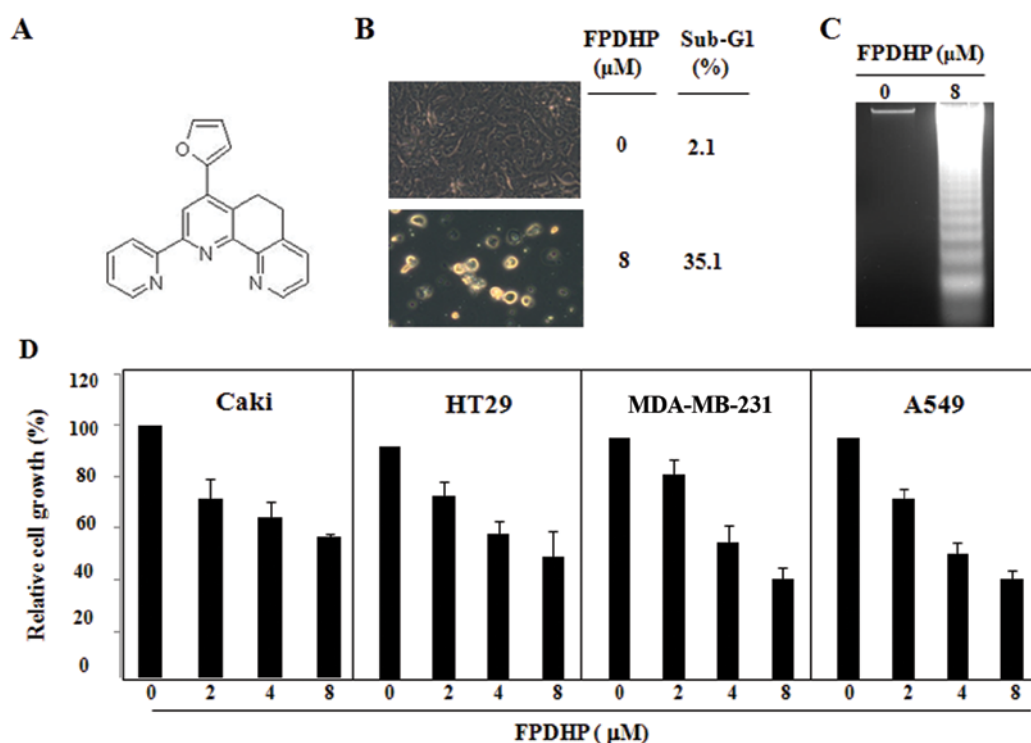 A
O
N
N
N
B
FPDHP Sub-G1
(μM) (%)
0 2.1
8 35.1
C
FPDHP (μM)
0 8
D
Relative cell growth (%)
120
100
80
60
40
20
0
Caki HT29 MDA-MB-231 A549
0 2 4 8 0 2 4 8 0 2 4 8 0 2 4 8
FPDHP ( μM)